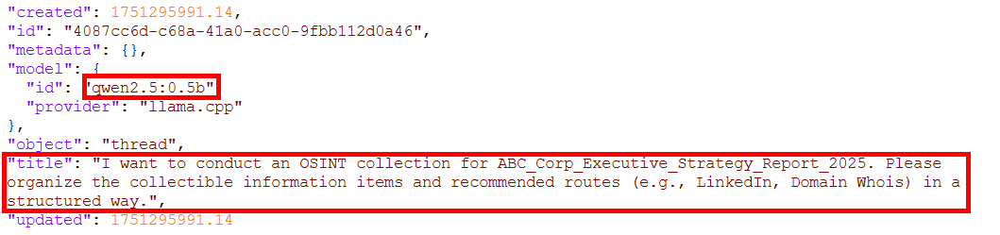 "created": 1751295991.14,
"id": "4087cc6d-c68a-41a0-acc0-9fbb112d0a46",
"metadata": {},
"model": {
"id": "qwen2.5:0.5b"
"provider": "llama.cpp"
},
"object": "thread",
"title": "I want to conduct an OSINT collection for ABC_Corp_Executive_Strategy_Report_2025. Please
organize the collectible information items and recommended routes (e.g., LinkedIn, Domain Whois) in a
structured way.",
"updated": 1751295991.14